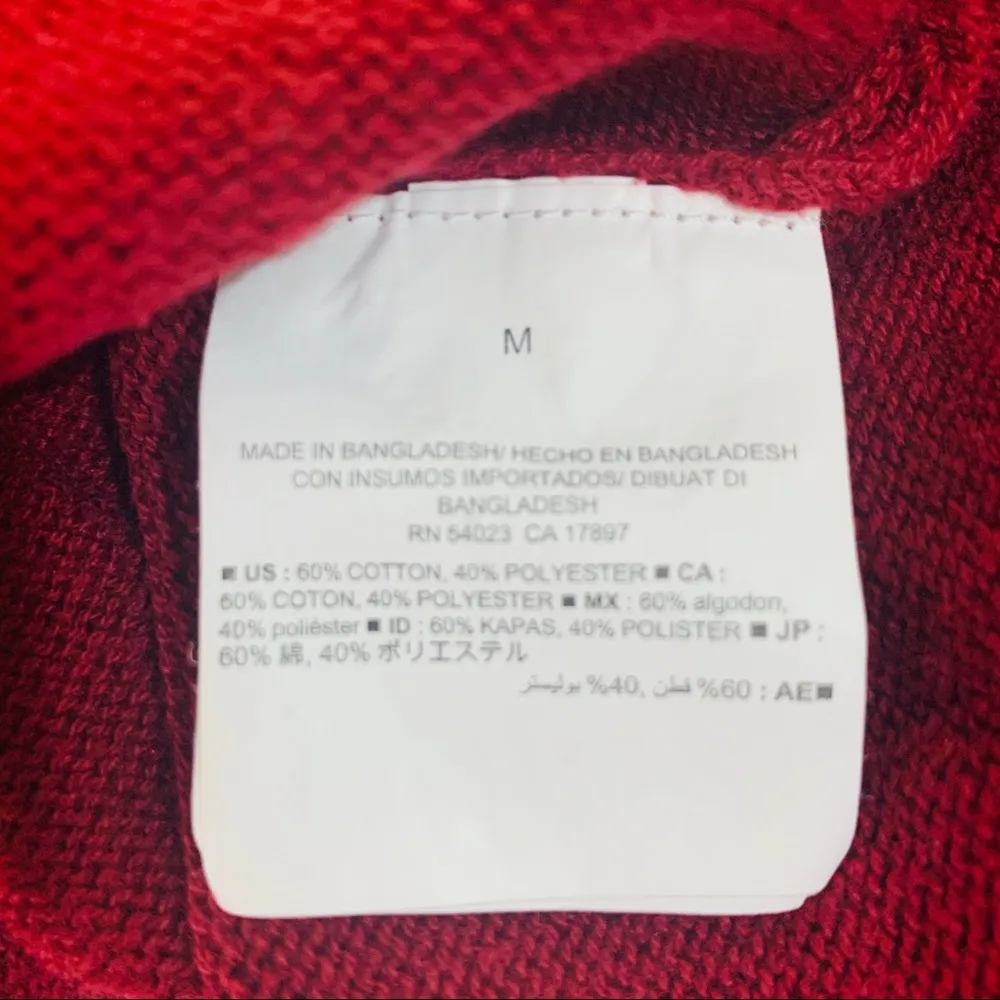 M
MADE IN BANGLADESH/ HECHO EN BANGLADESH
CON INSUMOS IMPORTADOS/ DIBUAT DI
BANGLADESH
RN 54023 CA 17897
■ US : 60% COTTON, 40% POLYESTER ■ CA :
60% COTON, 40% POLYESTER ■ MX : 60% algodon,
40% poliéster ■ ID : 60% KAPAS, 40% POLISTER ■ JP :
60% 綿, 40% ポリエステル
■AE : 60% قطن, 40% بوليستر